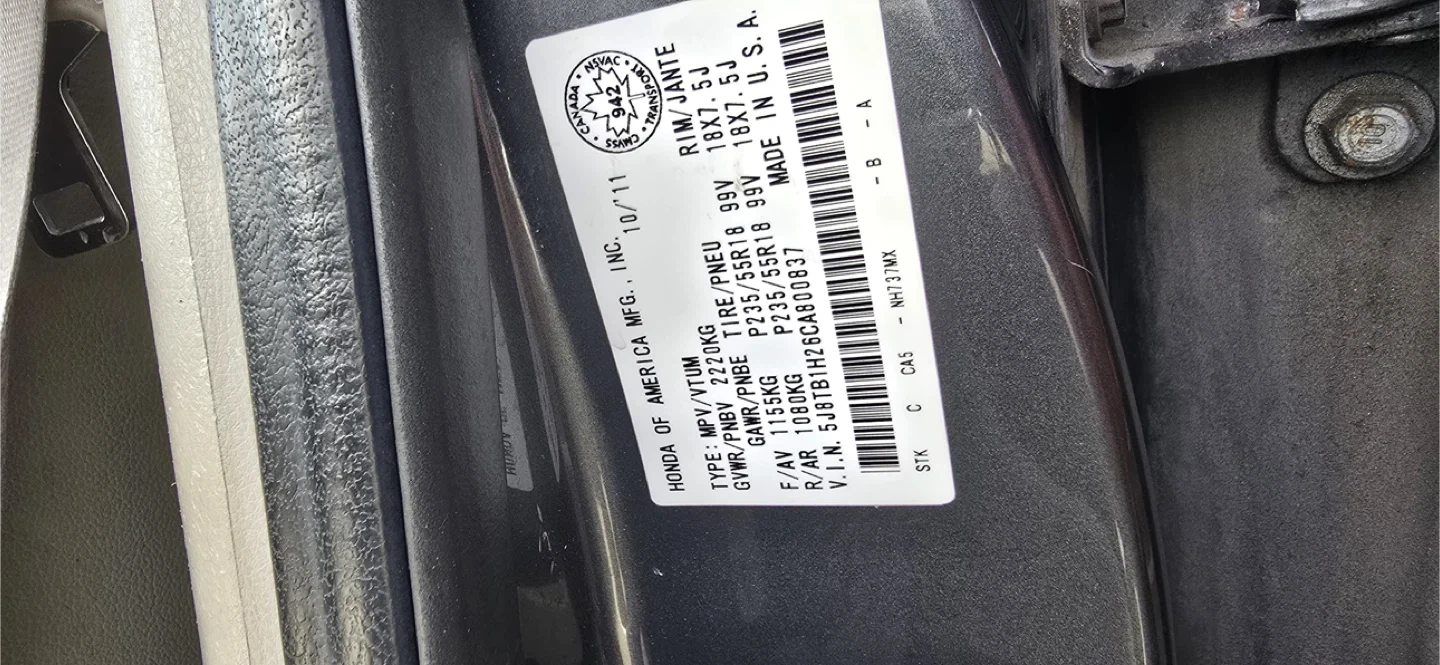 HONDA OF AMERICA MFG., INC. 10/'11
CANADA · NSVAC · TRANSPORT · CMVSS ·
942
TYPE: MPV/VTUM
GVWR/PNBV 2220KG
GAWR/PNBE TIRE/PNEU RIM/JANTE
F/AV 1155KG P235/55R18 99V 18X7.5J
R/AR 1080KG P235/55R18 99V 18X7.5J
V.I.N. 5J8TB1H26CA800837 MADE IN U.S.A.
STK C CA5 - NH737MX - B - A
HONDA